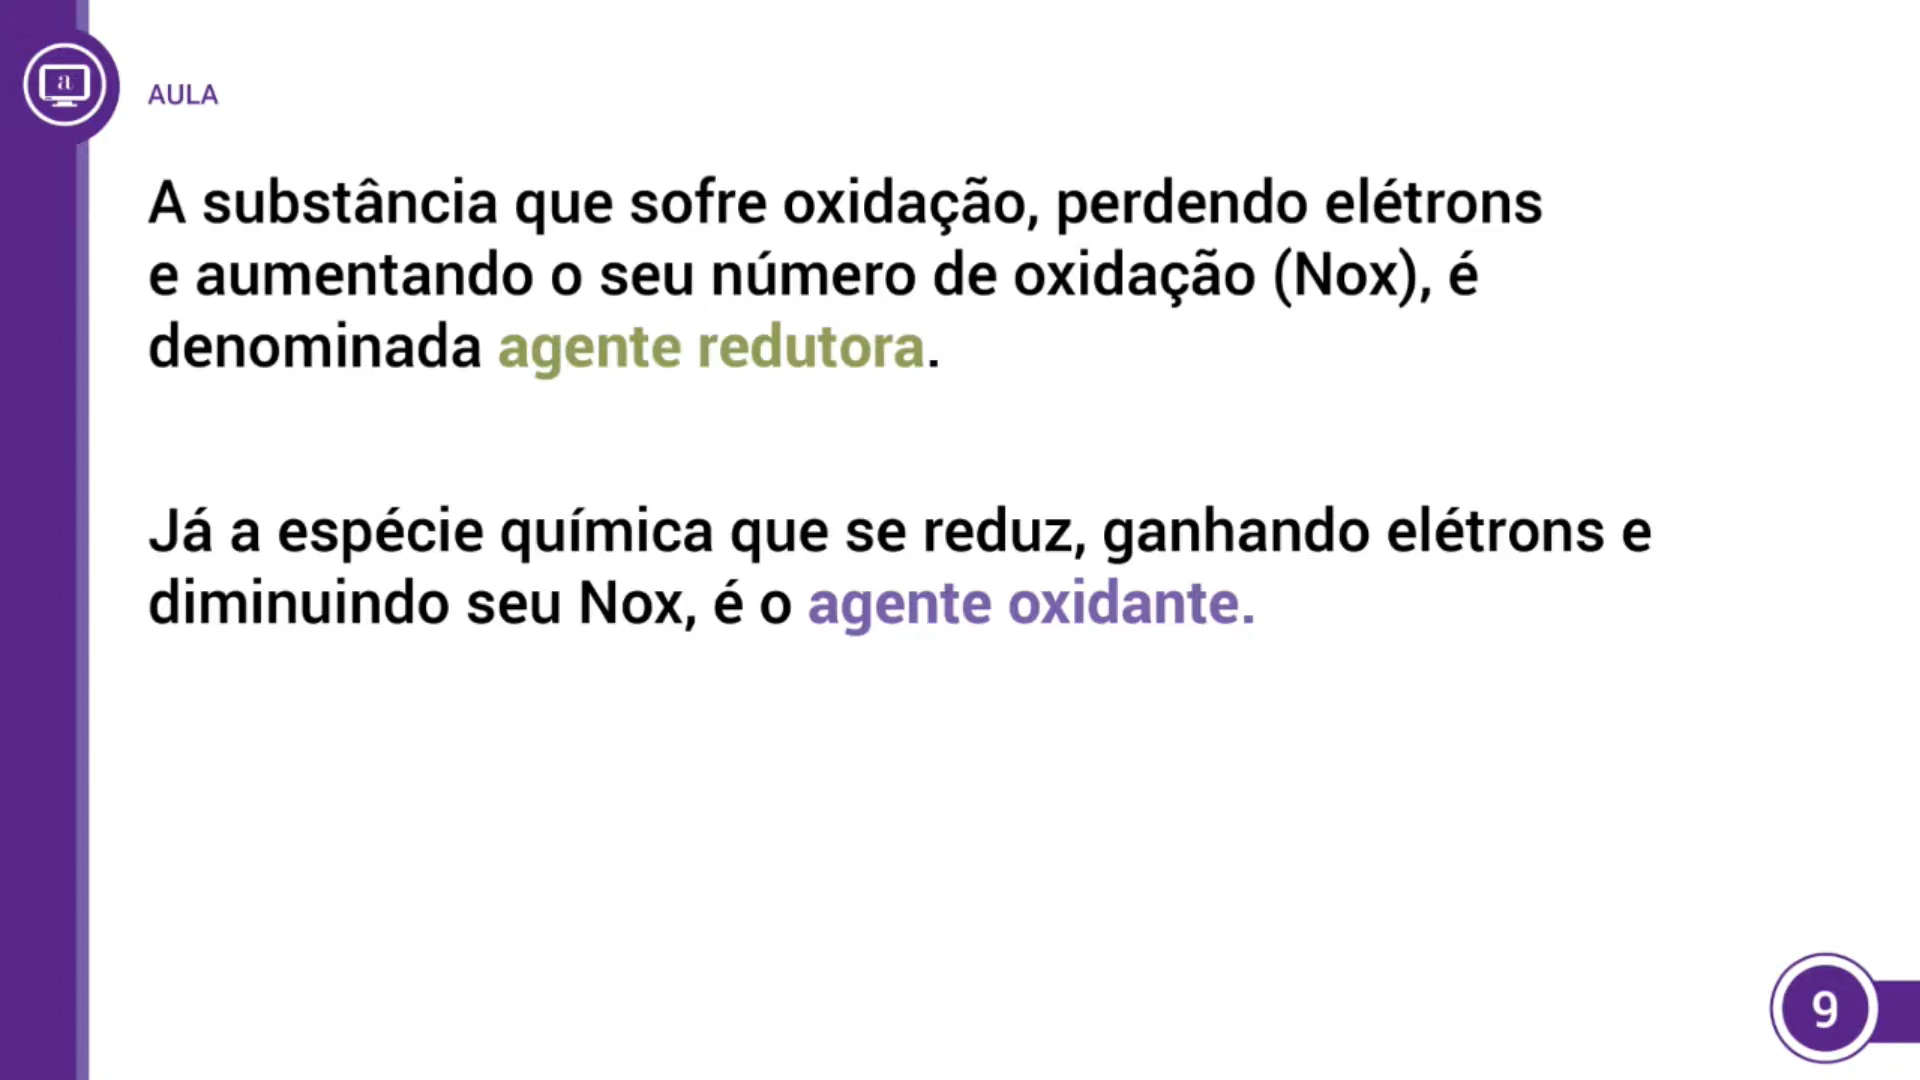 a
AULA
A substância que sofre oxidação, perdendo elétrons
e aumentando o seu número de oxidação (Nox), é
denominada agente redutora.
Já a espécie química que se reduz, ganhando elétrons e
diminuindo seu Nox, é o agente oxidante.
9